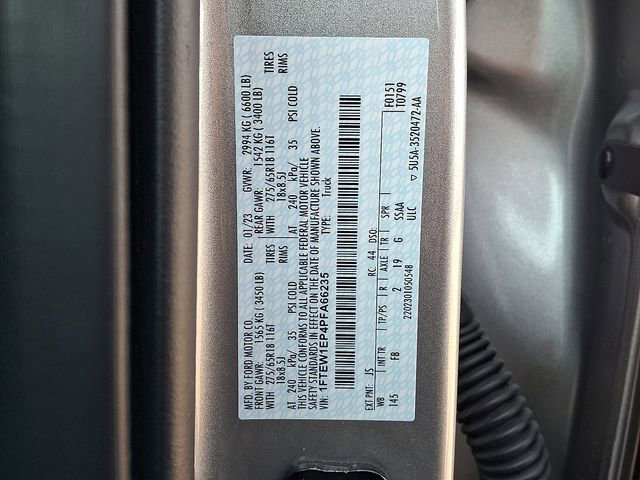 MFD. BY FORD MOTOR CO.
DATE: 01/23 GVWR: 2994 KG ( 6600 LB)
FRONT GAWR: 1565 KG ( 3450 LB) REAR GAWR: 1542 KG ( 3400 LB)
WITH 275/65R18 116T TIRES WITH 275/65R18 116T TIRES
18x8.5J RIMS 18x8.5J RIMS
AT 240 kPa/ 35 PSI COLD AT 240 kPa/ 35 PSI COLD
THIS VEHICLE CONFORMS TO ALL APPLICABLE FEDERAL MOTOR VEHICLE
SAFETY STANDARDS IN EFFECT ON THE DATE OF MANUFACTURE SHOWN ABOVE.
VIN: 1FTEW1EP4PFA66235 TYPE: Truck
F0151
T0799
EXT PNT: JS RC: 44 DSO:
WB INT TR TP/PS R AXLE TR SPR
145 FB 2 19 G SSAA
ULC
2202301050548
▽ 5U5A-3520472-AA